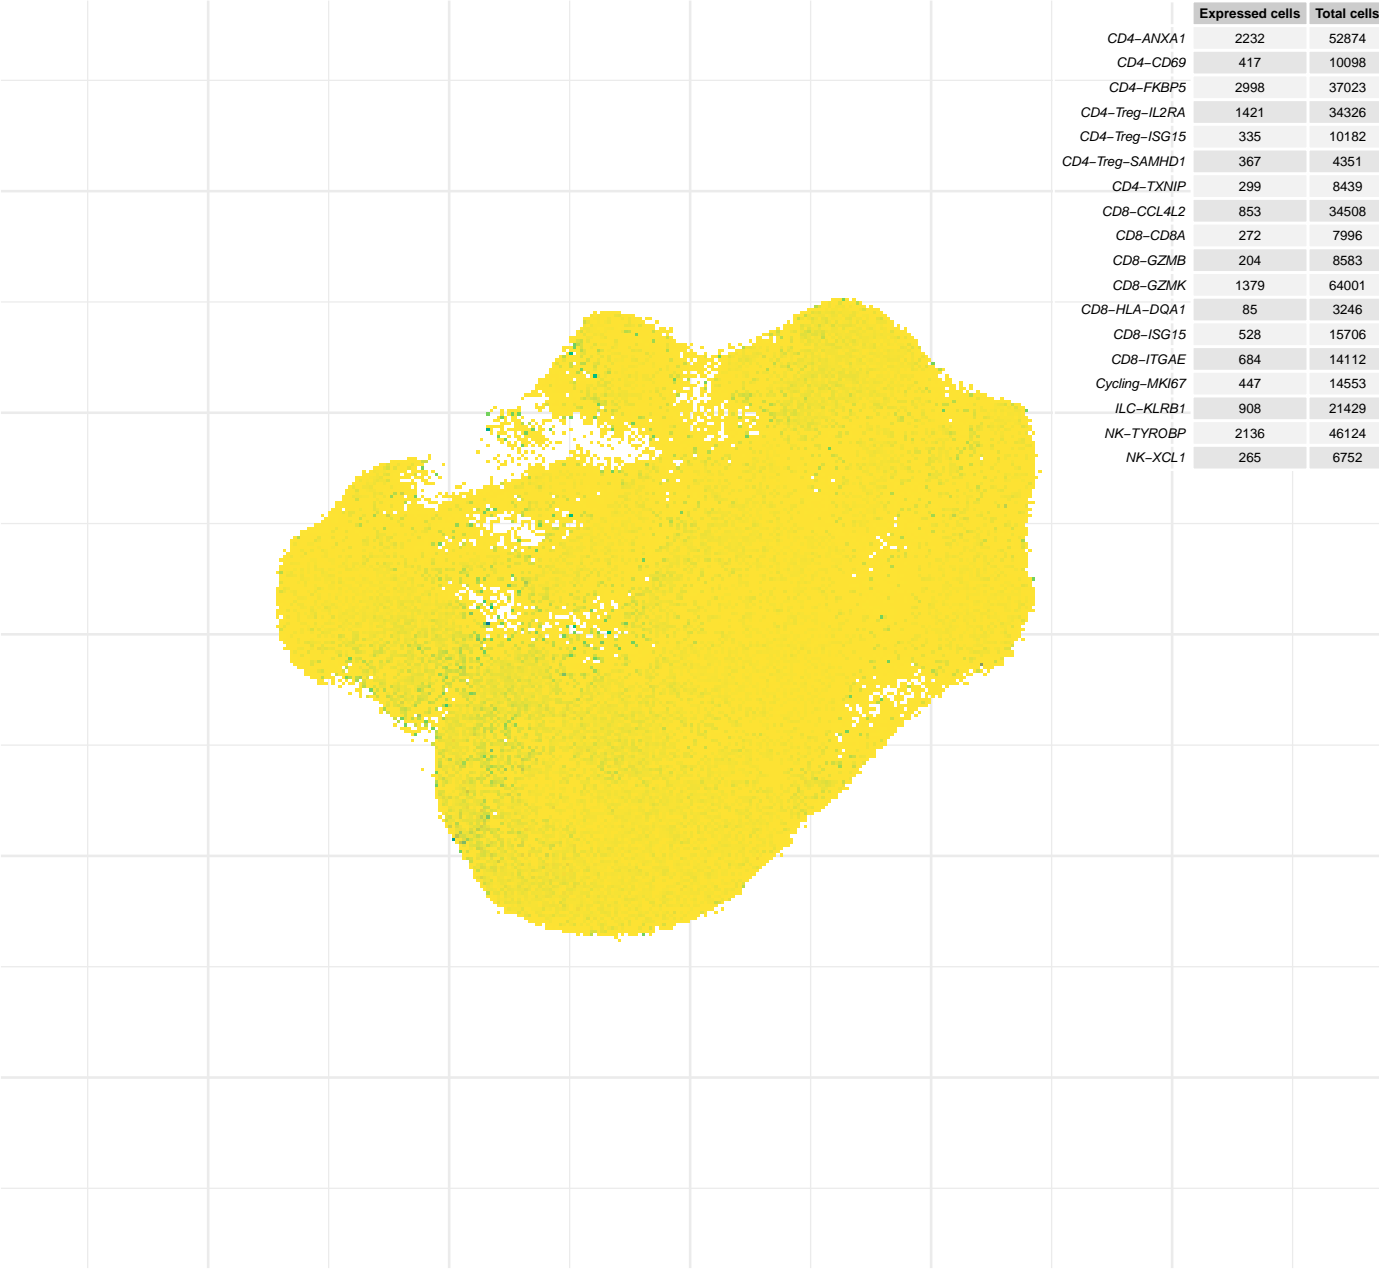 Expressed cells Total cells
CD4−ANXA1 2232 52874
CD4−CD69 417 10098
CD4−FKBP5 2998 37023
CD4−Treg−IL2RA 1421 34326
CD4−Treg−ISG15 335 10182
CD4−Treg−SAMHD1 367 4351
CD4−TXNIP 299 8439
CD8−CCL4L2 853 34508
CD8−CD8A 272 7996
CD8−GZMB 204 8583
CD8−GZMK 1379 64001
CD8−HLA−DQA1 85 3246
CD8−ISG15 528 15706
CD8−ITGAE 684 14112
Cycling−MKI67 447 14553
ILC−KLRB1 908 21429
NK−TYROBP 2136 46124
NK−XCL1 265 6752